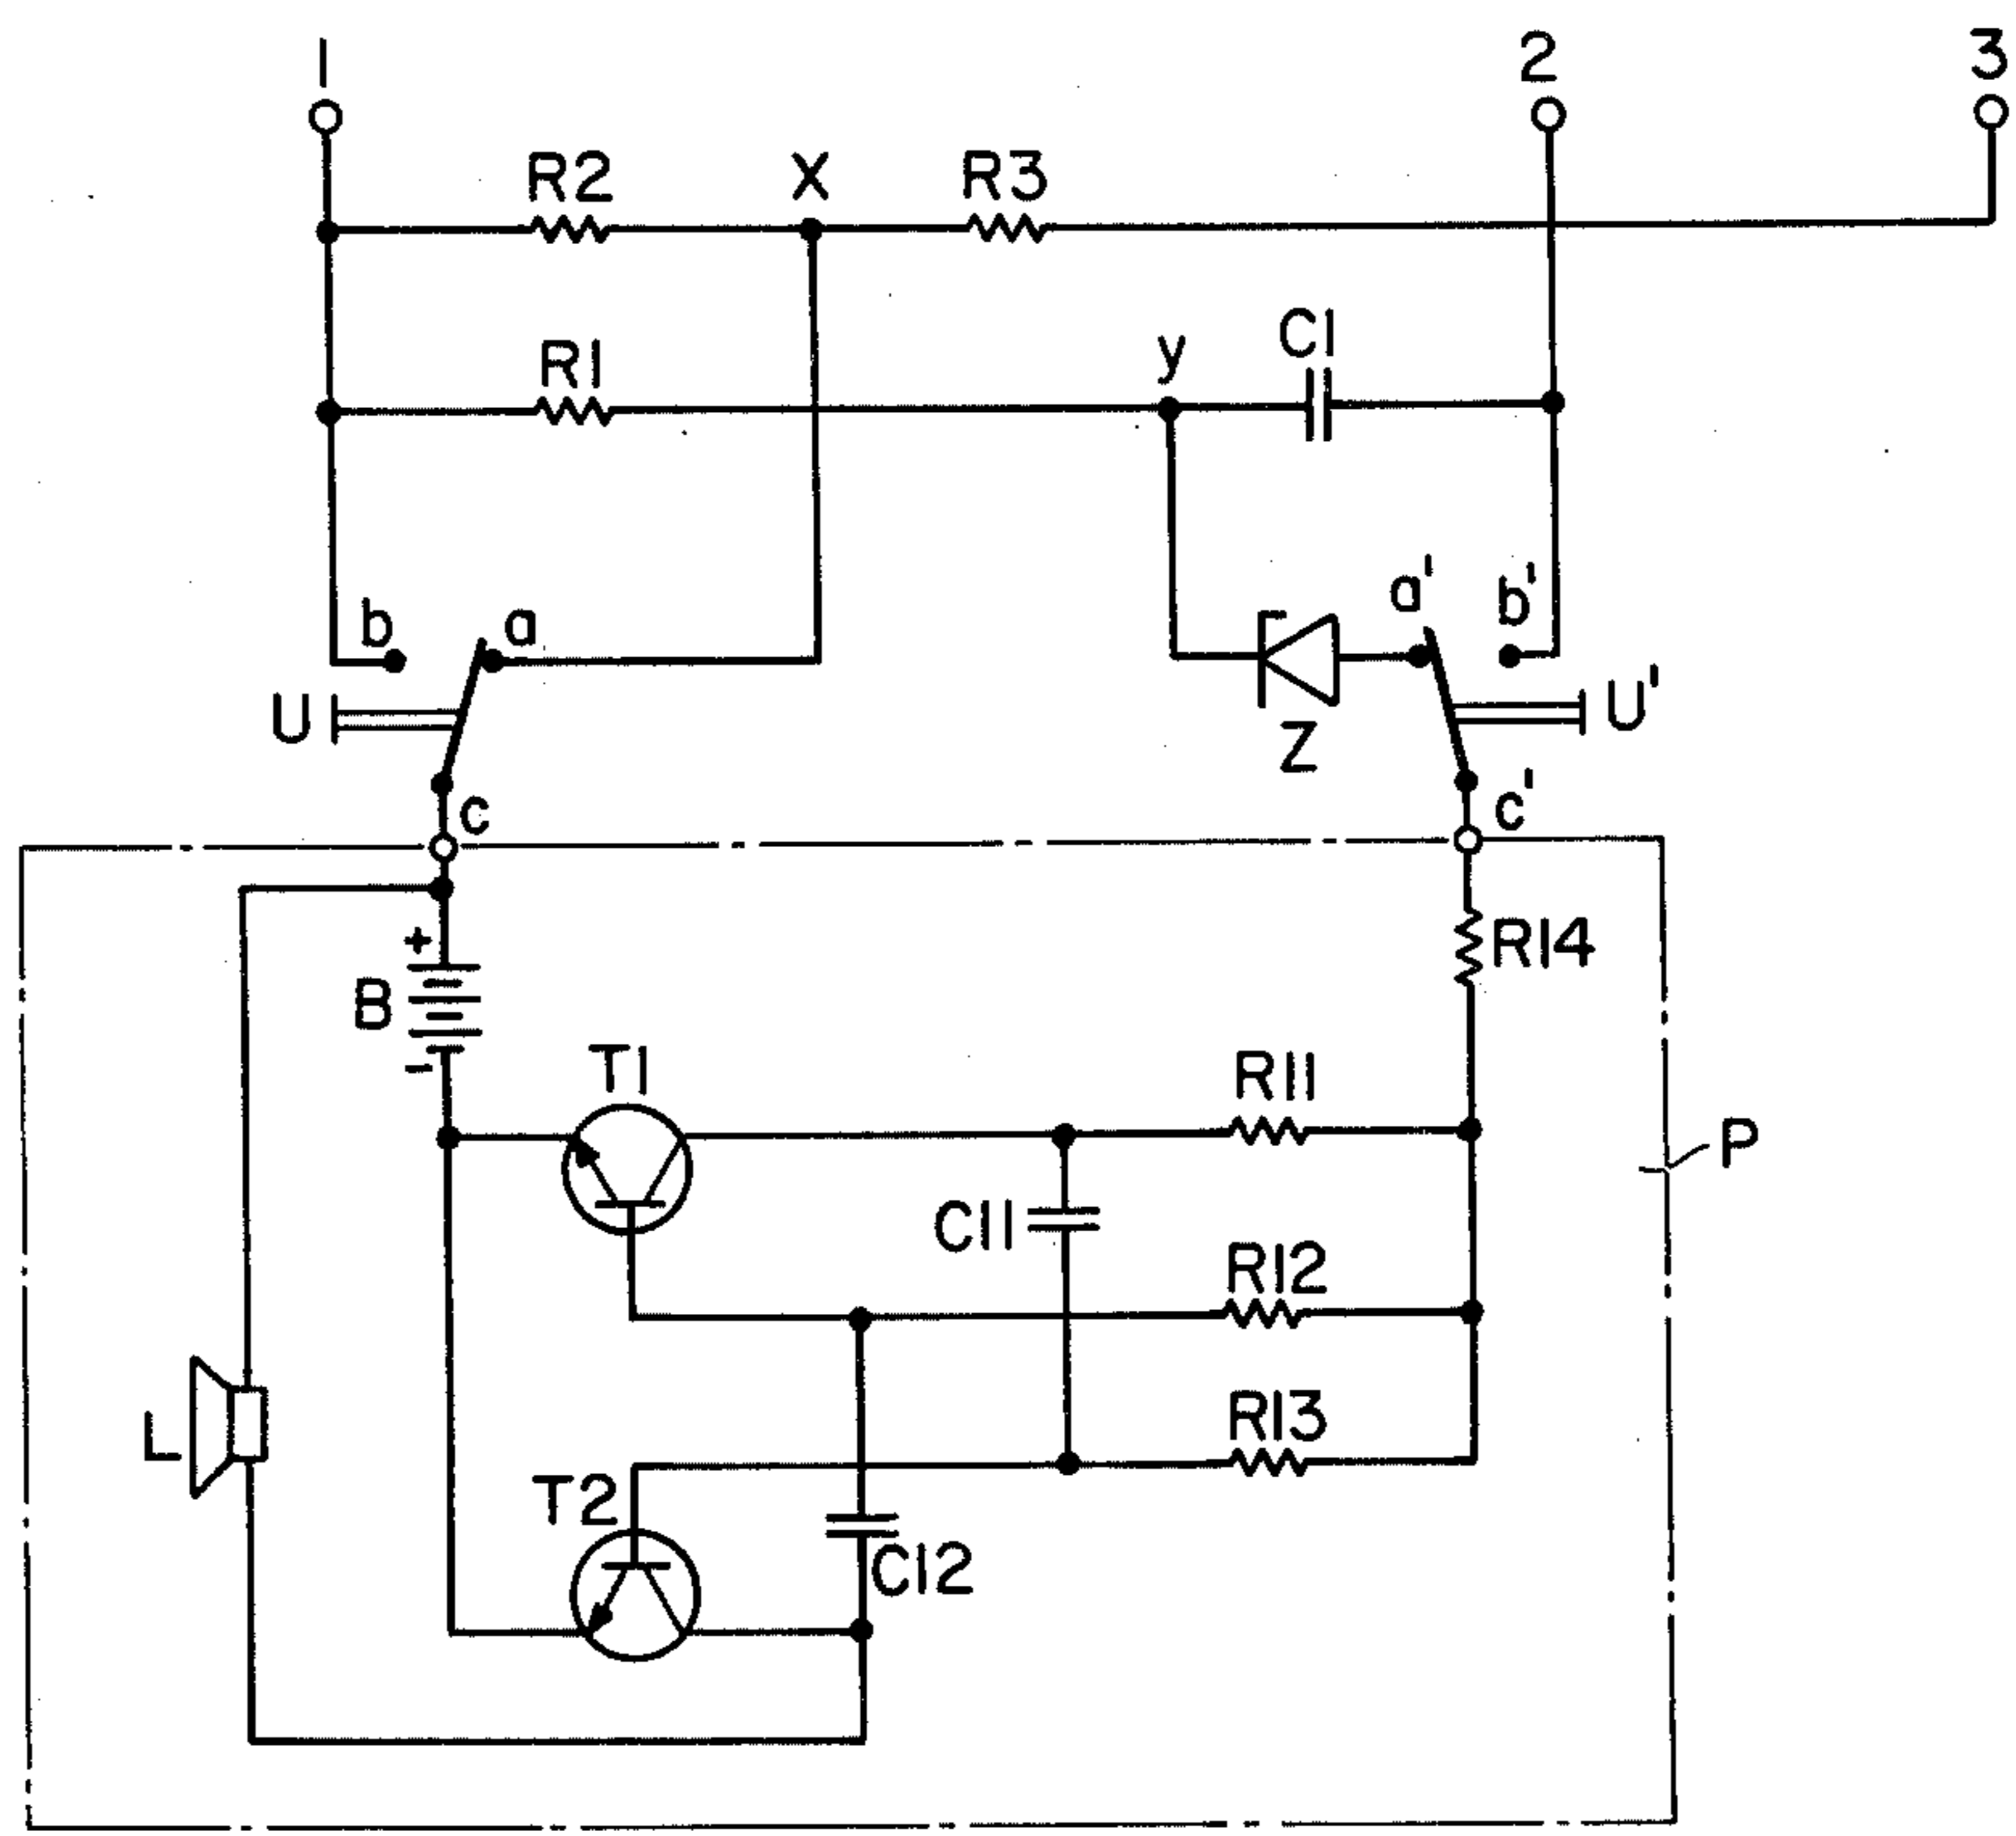 1 2 3
R2 X R3
R1 y C1
b a a' b'
U Z U'
c c'
+
B R14
-
T1 R11 P
C11 R12
L R13
T2
C12